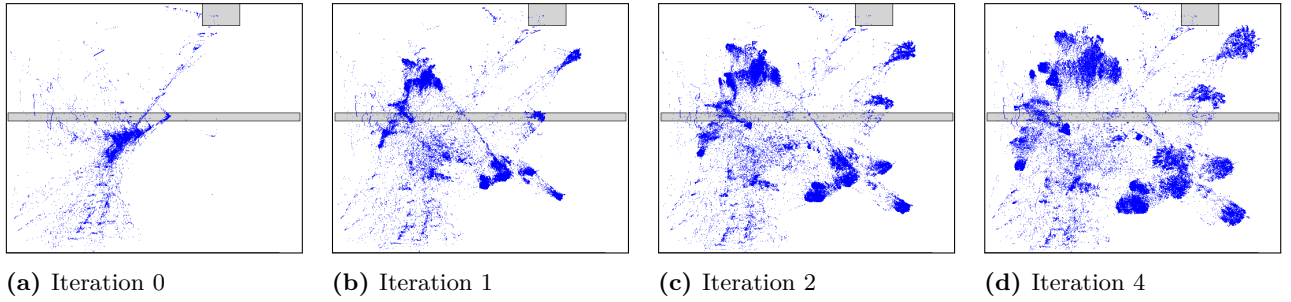 (a) Iteration 0
(b) Iteration 1
(c) Iteration 2
(d) Iteration 4